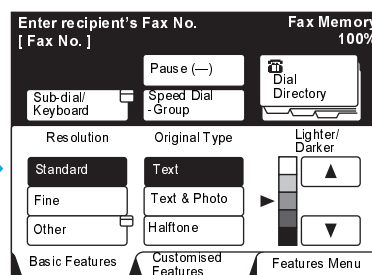 Enter recipient's Fax No.
Fax Memory
[ Fax No. ]
100%
Pause (—)
Dial
Directory
Sub-dial/
Keyboard
Speed Dial
-Group
Resolution
Original Type
Lighter/
Darker
Standard
Text
Fine
Text & Photo
Other
Halftone
Basic Features
Customised
Features
Features Menu